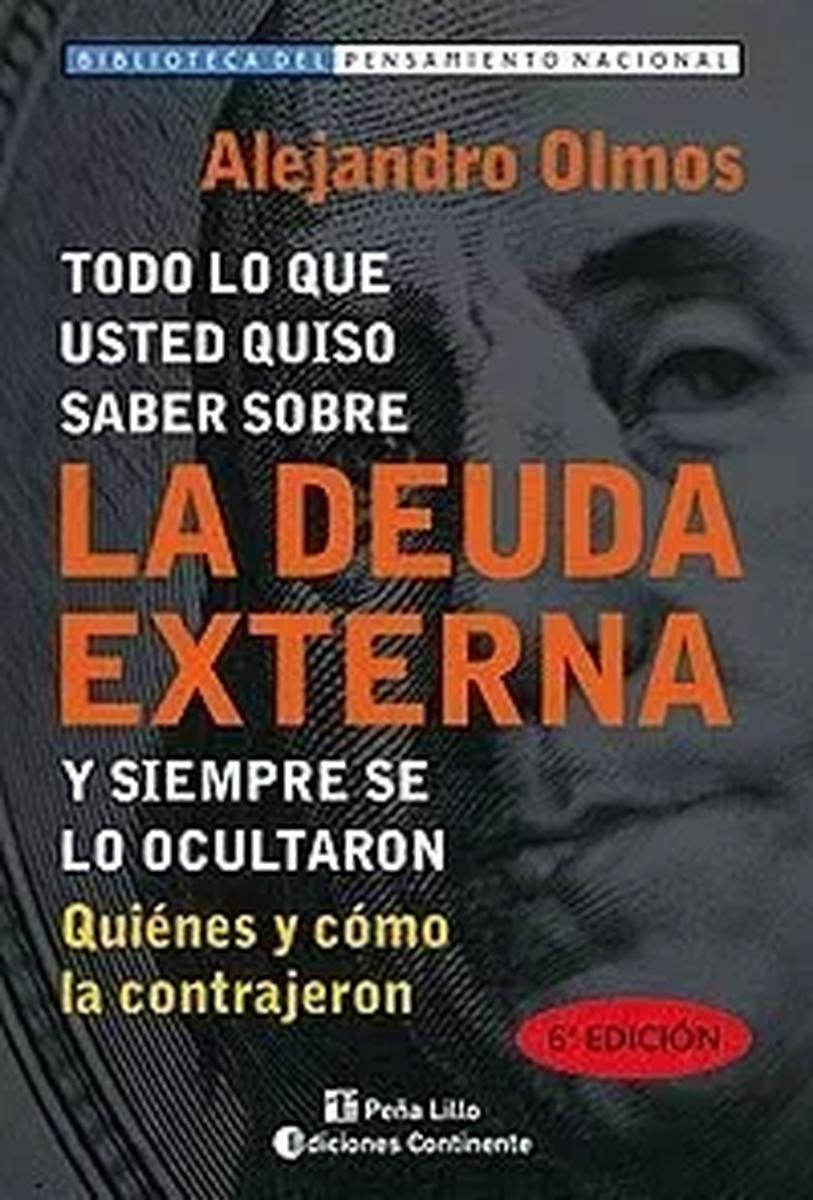 BIBLIOTECA DEL PENSAMIENTO NACIONAL
Alejandro Olmos
TODO LO QUE
USTED QUISO
SABER SOBRE
LA DEUDA
EXTERNA
Y SIEMPRE SE
LO OCULTARON
Quiénes y cómo
la contrajeron
6ª EDICIÓN
Peña Lillo
Ediciones Continente